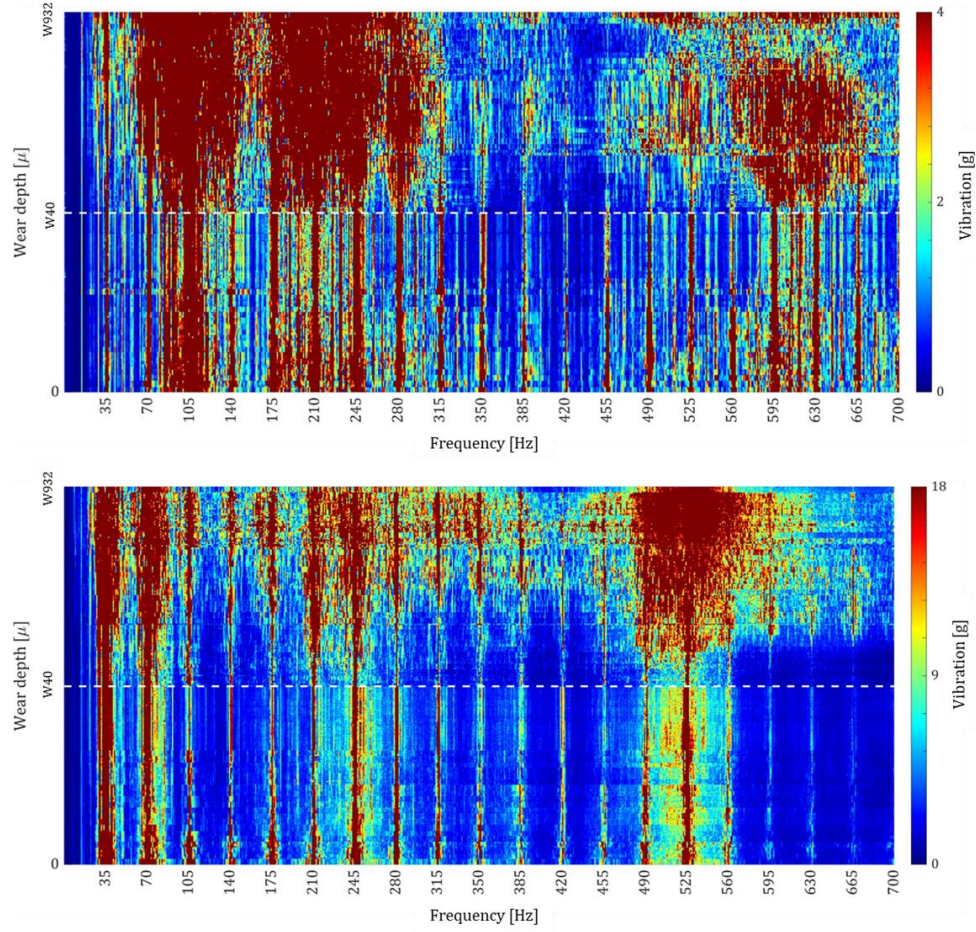 W932
Wear depth [μ]
W40
0
35 70 105 140 175 210 245 280 315 350 385 420 455 490 525 560 595 630 665 700
Frequency [Hz]
4
2
0
Vibration [g]
W932
Wear depth [μ]
W40
0
35 70 105 140 175 210 245 280 315 350 385 420 455 490 525 560 595 630 665 700
Frequency [Hz]
18
9
0
Vibration [g]